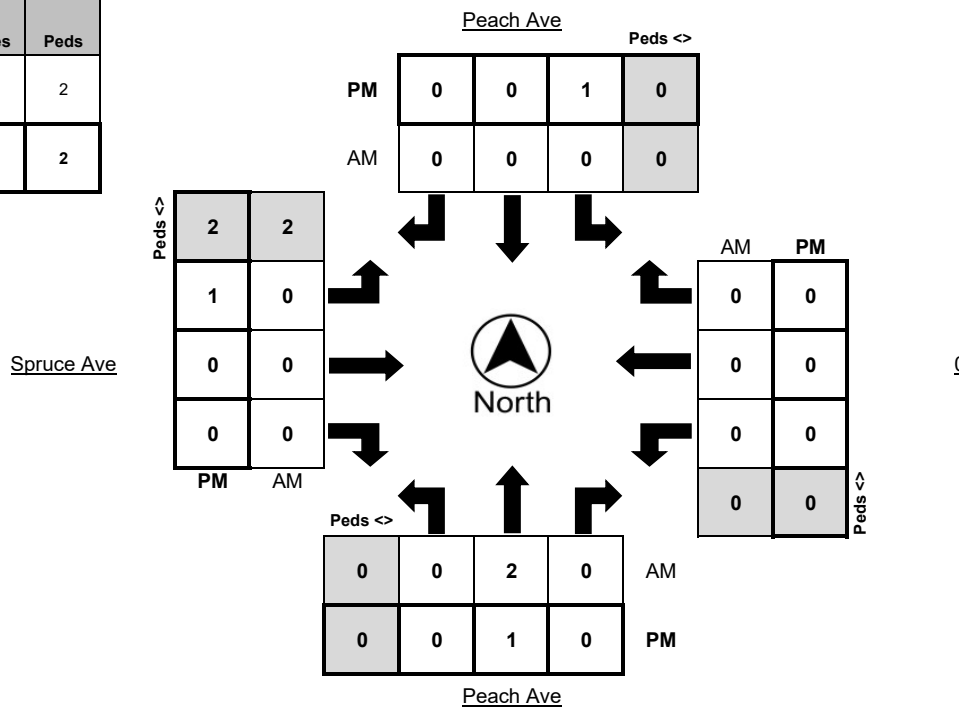 Peach Ave
Peds <>
Peds
2
2
PM 0 0 1 0
AM 0 0 0 0
Peds <>
2 2
1 0
0 0
0 0
PM AM
Spruce Ave
North
AM PM
0 0
0 0
0 0
0 0
Peds <>
Peds <>
0 0 2 0 AM
0 0 1 0 PM
Peach Ave